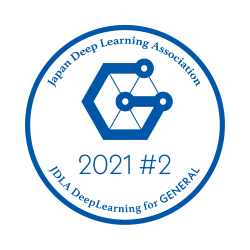 Japan Deep Learning Association
2021 #2
JDLA DeepLearning for GENERAL